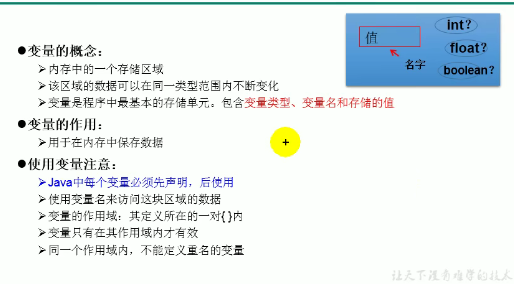 ●变量的概念：
➢内存中的一个存储区域
➢该区域的数据可以在同一类型范围内不断变化
➢变量是程序中最基本的存储单元。包含变量类型、变量名和存储的值
●变量的作用：
➢用于在内存中保存数据
●使用变量注意：
➢Java中每个变量必须先声明，后使用
➢使用变量名来访问这块区域的数据
➢变量的作用域：其定义所在的一对{ }内
➢变量只有在其作用域内才有效
➢同一个作用域内，不能定义重名的变量
值
名字
int？
float？
boolean？
让天下没有难学的技术